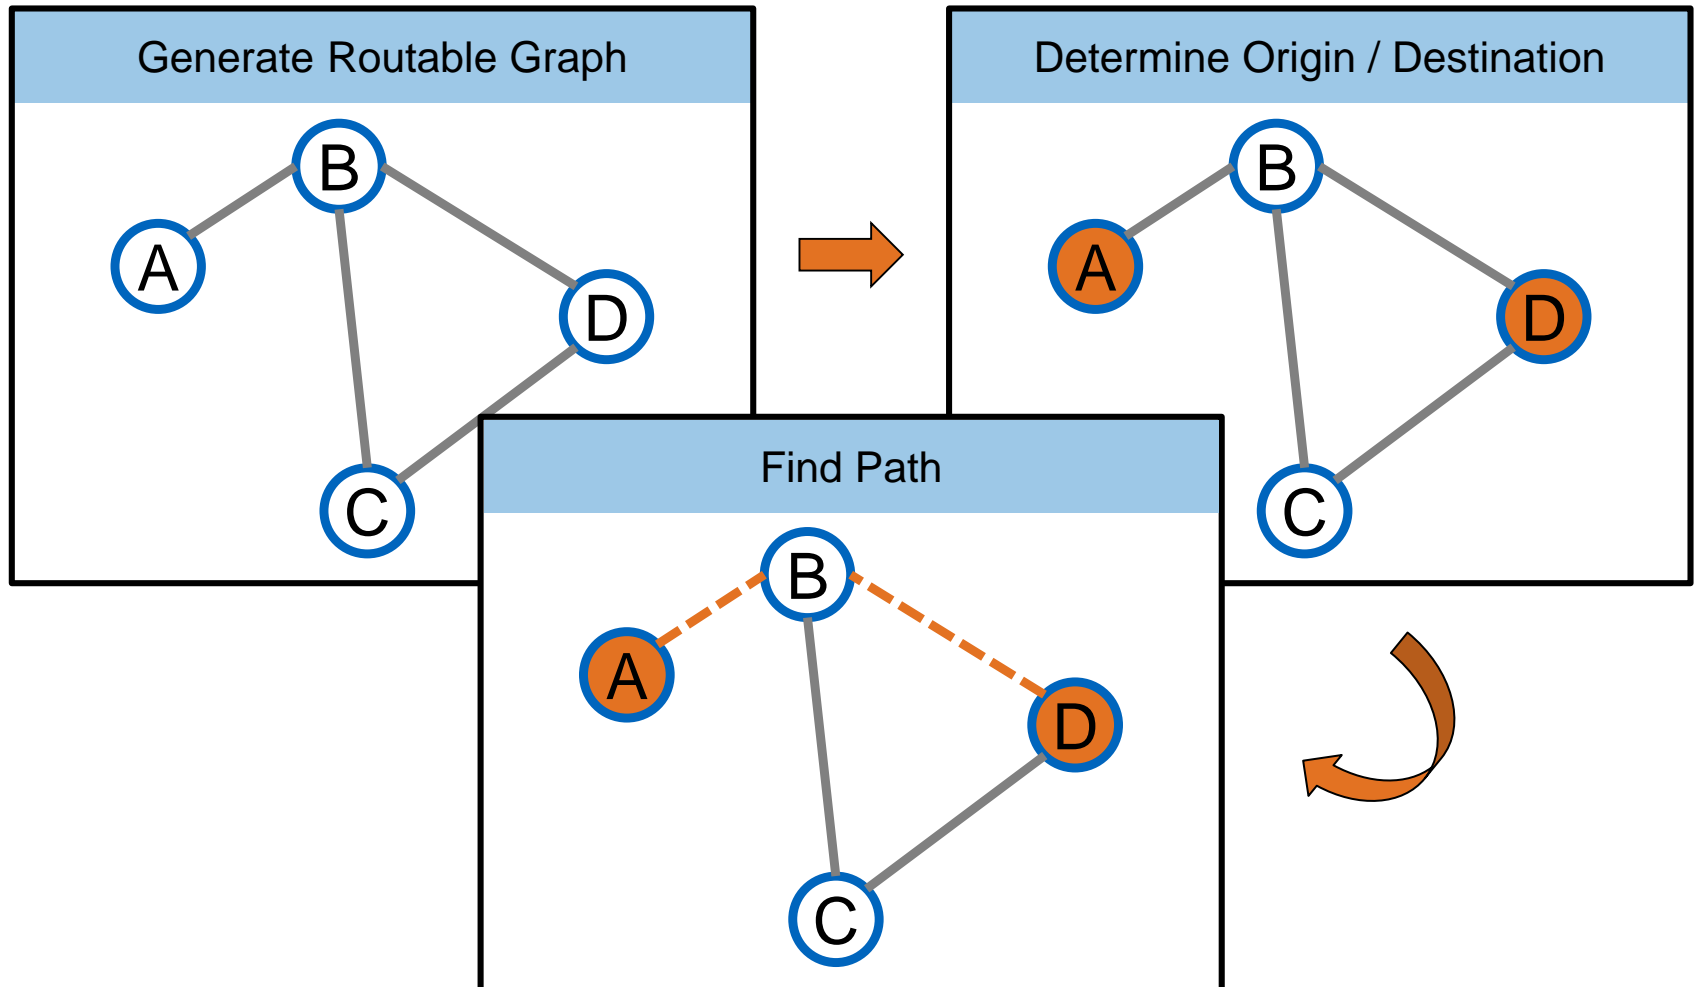 Generate Routable Graph
B
A
D
C
Determine Origin / Destination
B
A
D
C
Find Path
B
A
D
C